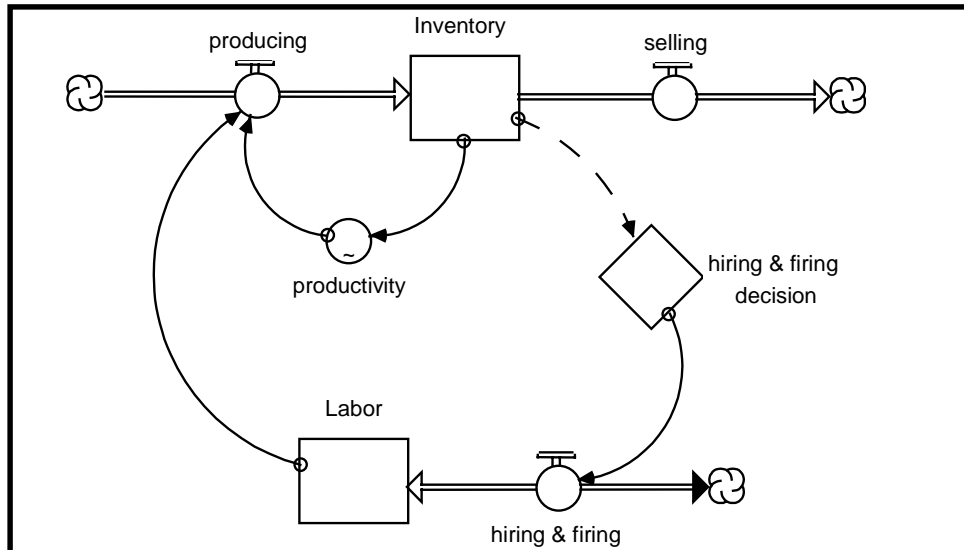 Inventory
producing
selling
~
productivity
hiring & firing
decision
Labor
hiring & firing